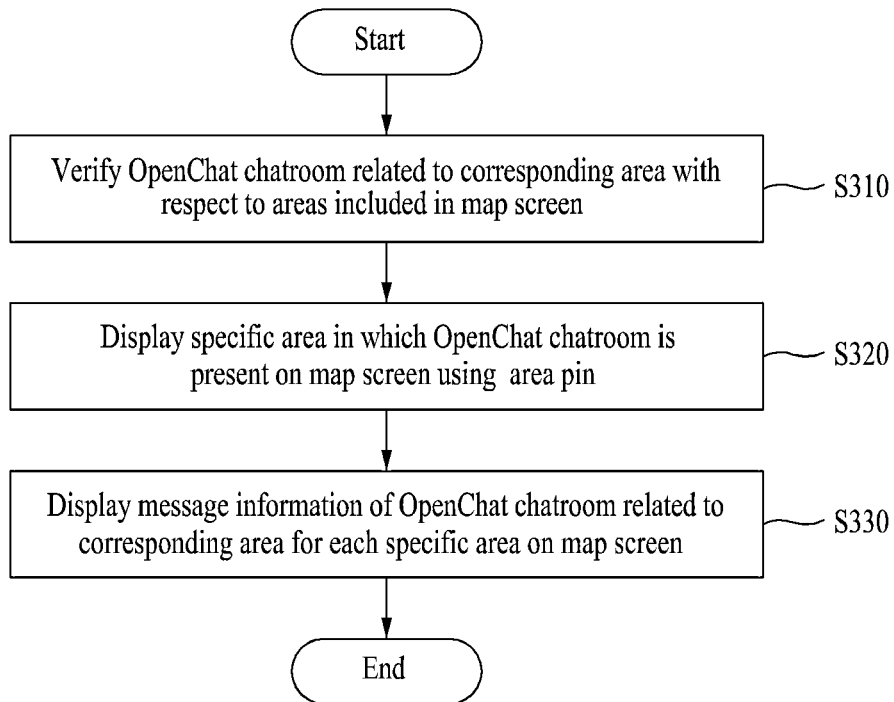 Start
Verify OpenChat chatroom related to corresponding area with
respect to areas included in map screen
S310
Display specific area in which OpenChat chatroom is
present on map screen using area pin
S320
Display message information of OpenChat chatroom related to
corresponding area for each specific area on map screen
S330
End